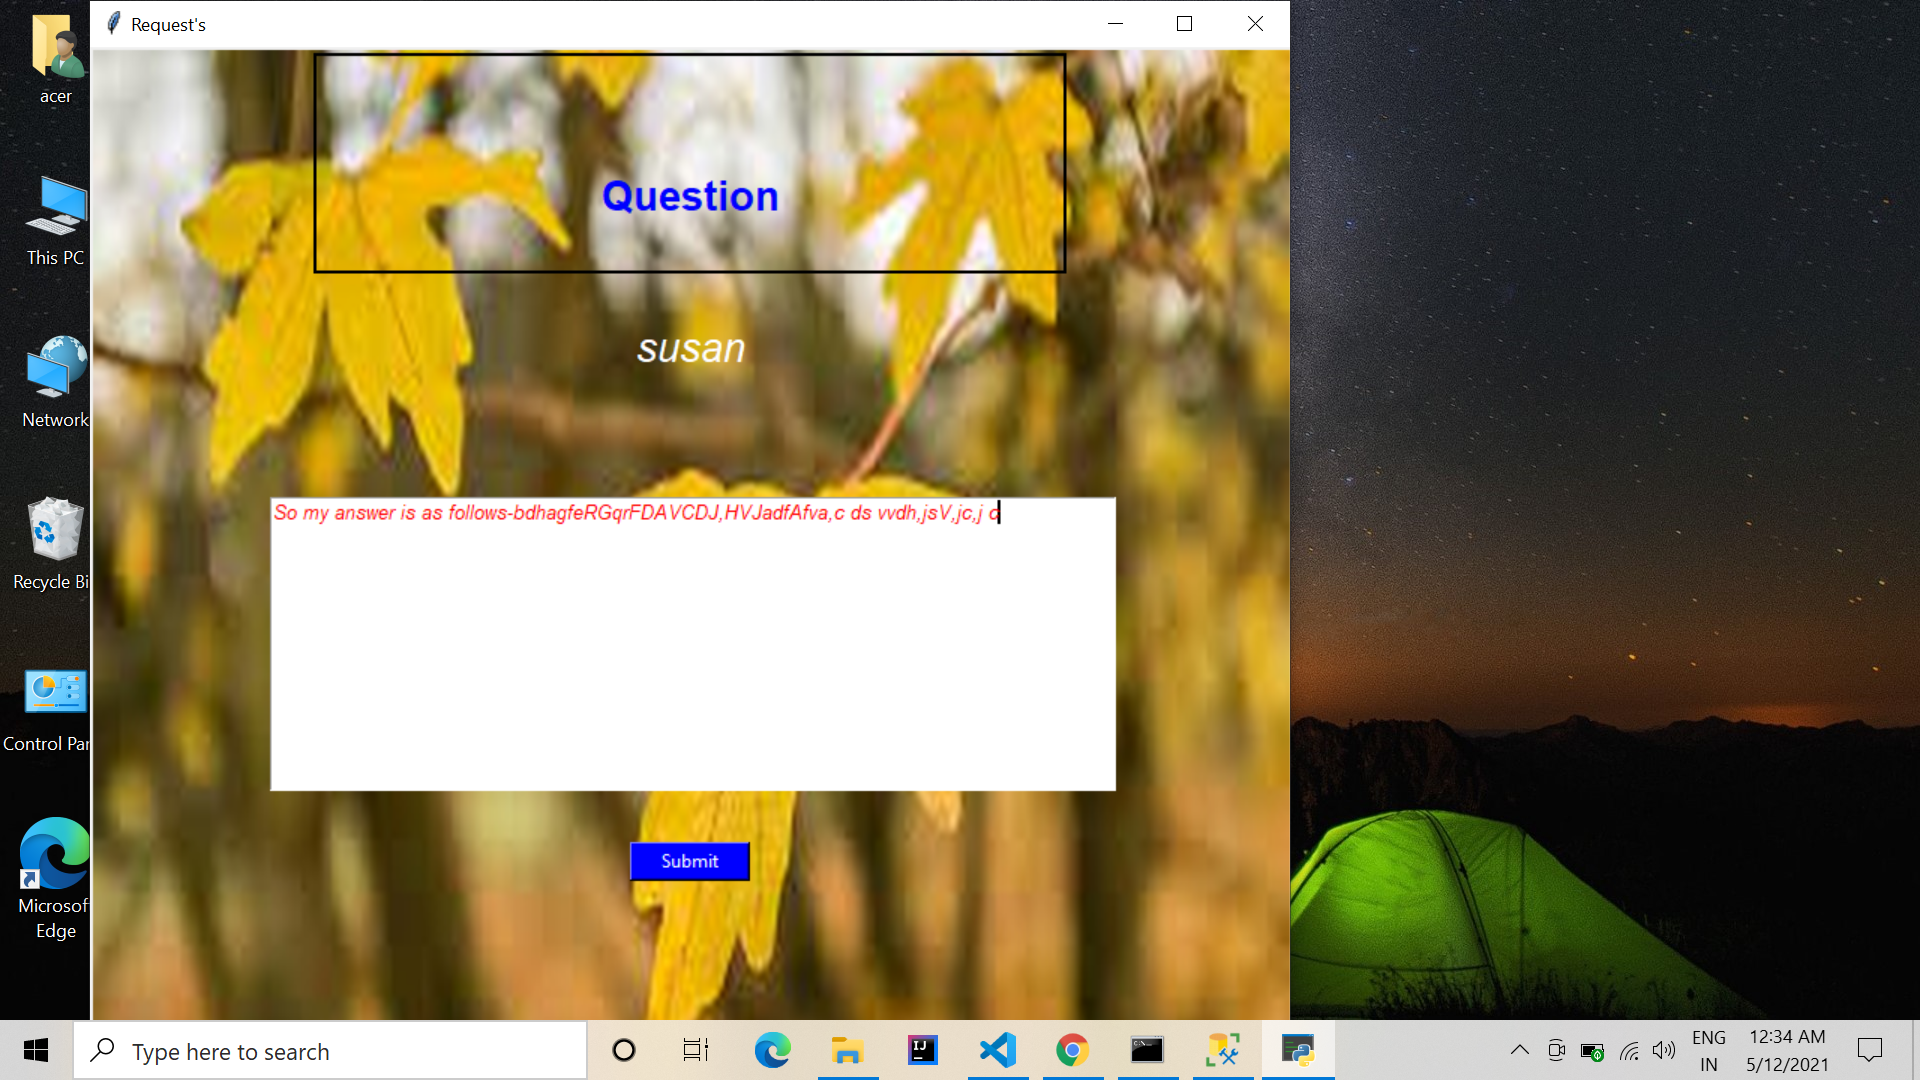 Request's
acer
This PC
Network
Recycle Bi
Control Par
Microsof
Edge
Question
susan
So my answer is as follows-bdhagfeRGqrFDAVCDJ,HVJadfAfva,c ds vvdh,jsV,jc,j c
Submit
Type here to search
ENG
IN
12:34 AM
5/12/2021